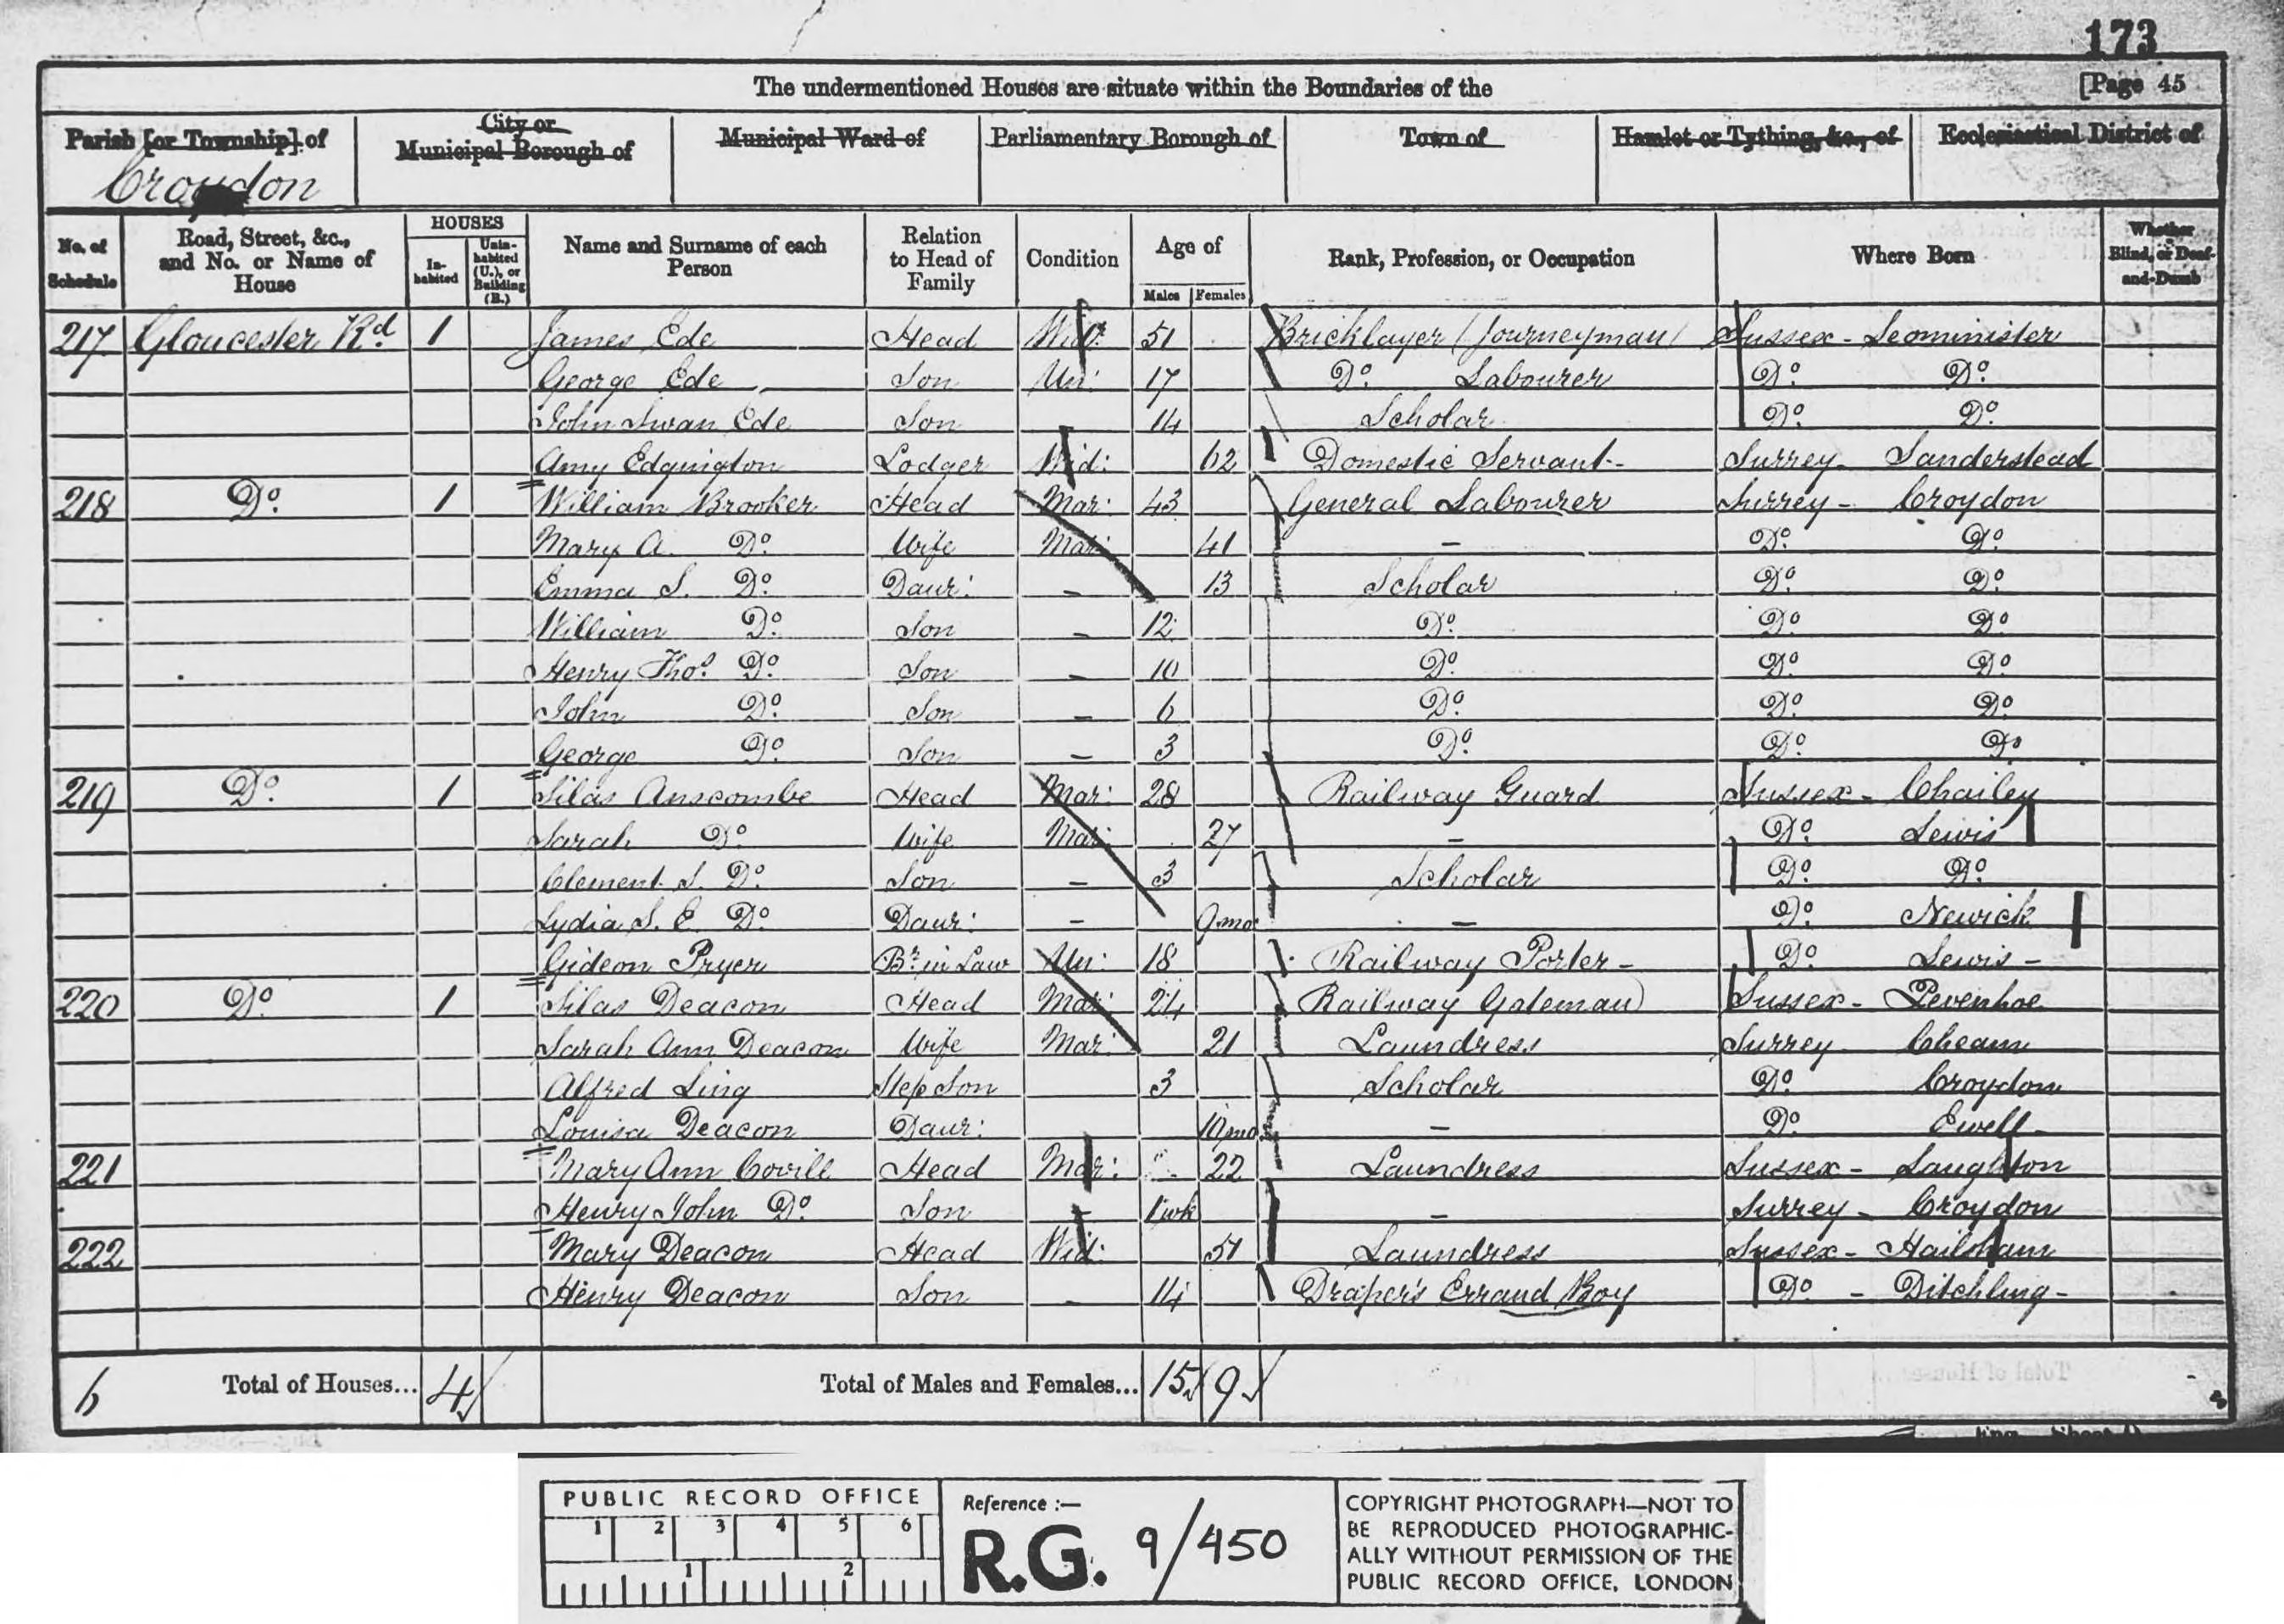 173
The undermentioned Houses are situate within the Boundaries of the [Page 45
Parish [or Township] of City or Municipal Borough of Municipal Ward of Parliamentary Borough of Town of Hamlet or Tything, &c., of Ecclesiastical District of
Croydon
No. of Schedule Road, Street, &c., and No. or Name of House HOUSES Inhabited Uninhabited (U.), or Building (B.) Name and Surname of each Person Relation to Head of Family Condition Age of Males Females Rank, Profession, or Occupation Where Born Whether Blind, or Deaf-and-Dumb
217 Gloucester Rd 1 James Ede Head Widr 51 Bricklayer (Journeyman) Sussex - Leominister
George Ede Son Un: 17 Do. Labourer Do. Do.
John Swan Ede Son 14 Scholar Do. Do
Amy Edgington Lodger Wid: 62 Domestic Servant - Surrey - Sanderstead
218 Do. 1 William Brooker Head Mar: 43 General Labourer Surrey - Croydon
Mary A. Do. Wife Mar: 41 - Do. Do.
Emma S. Do. Daur: - 13 Scholar Do Do
William Do. Son - 12 Do. Do Do
Henry Thos. Do. Son - 10 Do. Do Do
John Do. Son - 6 Do. Do. Do.
George Do. Son - 3 Do. Do. Do
219 Do. 1 Silas Anscombe Head Mar: 28 Railway Guard Sussex - Chailey
Sarah Do. Wife Mar: 27 - Do. Lewis
Clement S. Do. Son - 3 Scholar Do Do.
Lydia S. E. Do Daur: - 9 mo - Do. Newick
Gideon Pryer Br. in Law Un: 18 Railway Porter - Do. Lewis -
220 Do. 1 Silas Deacon Head Mar: 24 Railway Gateman Sussex - Pevenhoe
Sarah Ann Deacon Wife Mar: 21 Laundress Surrey Cheam
Alfred Ling Step Son 3 Scholar Do. Croydon
Louisa Deacon Daur: 10 mo. - Do. Ewell -
221 Mary Ann Covill Head Mar: 22 Laundress Sussex - Laughton
Henry John Do. Son - 1 wk - Surrey - Croydon
222 Mary Deacon Head Wid: 51 Laundress Sussex - Hailsham
Henry Deacon Son - 14 Draper's Errand Boy Do - Ditchling -
6 Total of Houses... 4 Total of Males and Females... 15 9
PUBLIC RECORD OFFICE
1 2 3 4 5 6
1 2
Reference :-
R.G. 9/450
COPYRIGHT PHOTOGRAPH—NOT TO
BE REPRODUCED PHOTOGRAPHIC-
ALLY WITHOUT PERMISSION OF THE
PUBLIC RECORD OFFICE, LONDON